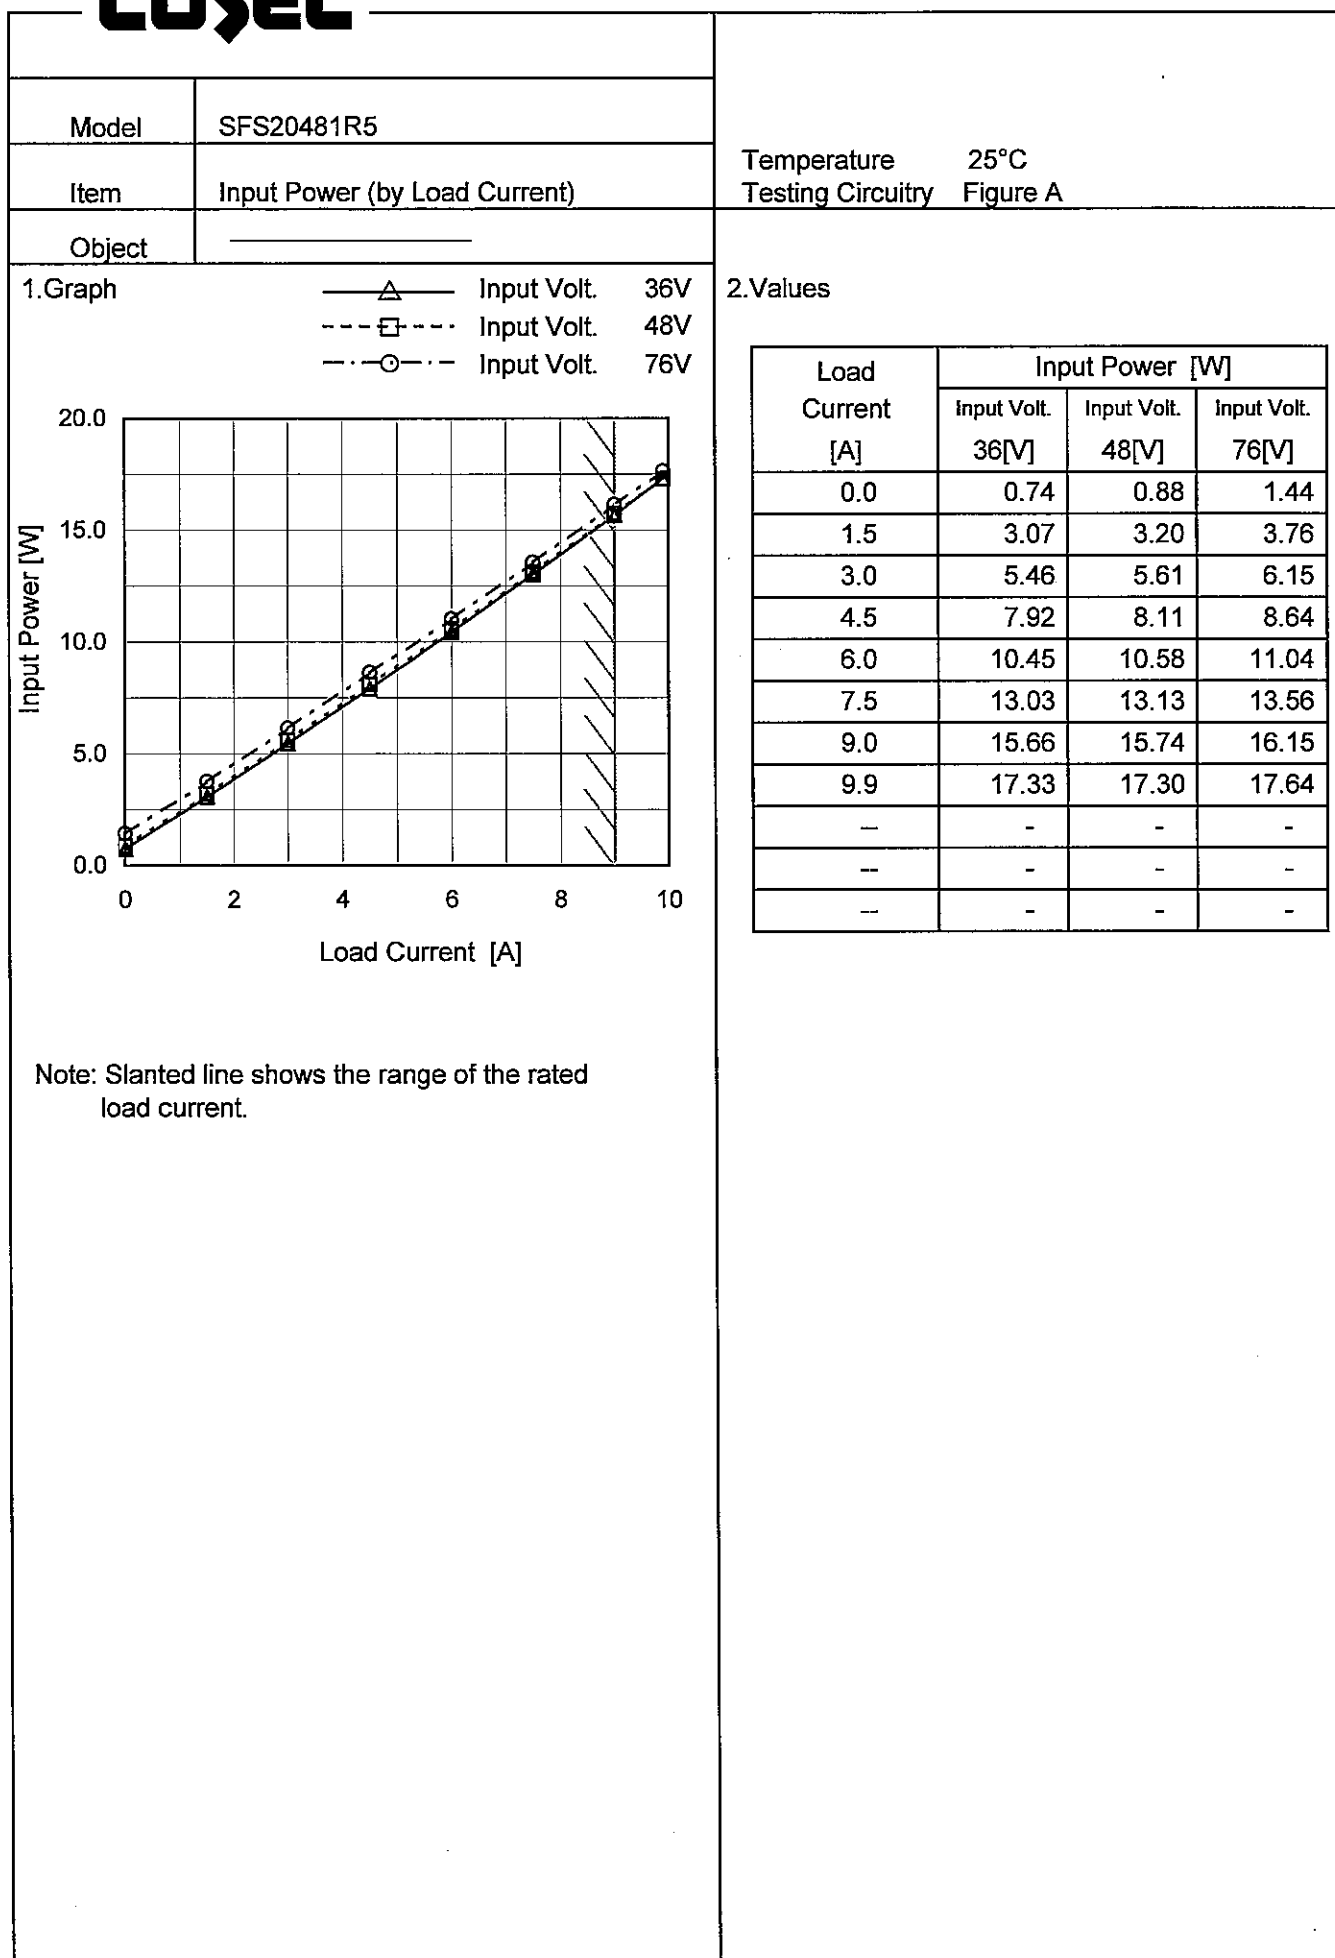 COSEL
Model SFS20481R5
Item Input Power (by Load Current)
Object
Temperature 25°C
Testing Circuitry Figure A
1.Graph
Input Volt. 36V
Input Volt. 48V
Input Volt. 76V
20.0
15.0
10.0
5.0
0.0
Input Power [W]
0 2 4 6 8 10
Load Current [A]
Note: Slanted line shows the range of the rated
load current.
2.Values
Load Input Power [W]
Current Input Volt. Input Volt. Input Volt.
[A] 36[V] 48[V] 76[V]
0.0 0.74 0.88 1.44
1.5 3.07 3.20 3.76
3.0 5.46 5.61 6.15
4.5 7.92 8.11 8.64
6.0 10.45 10.58 11.04
7.5 13.03 13.13 13.56
9.0 15.66 15.74 16.15
9.9 17.33 17.30 17.64
-- - - -
-- - - -
-- - - -